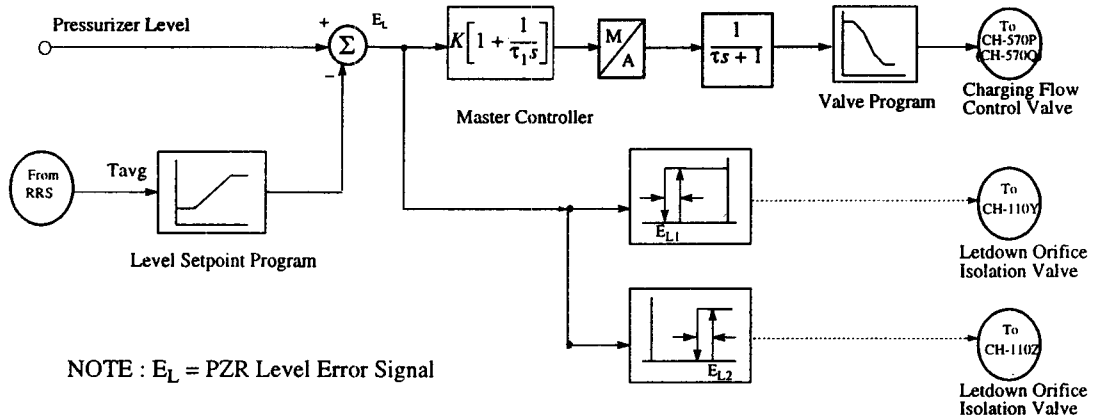 Pressurizer Level
+
−
Σ
E_L
K[1 + 1/(τ₁s)]
M/A
1/(τs + 1)
Valve Program
To
CH-570P
(CH-570Q)
Charging Flow
Control Valve
Master Controller
From
RRS
Tavg
Level Setpoint Program
E_L1
To
CH-110Y
Letdown Orifice
Isolation Valve
E_L2
To
CH-110Z
Letdown Orifice
Isolation Valve
NOTE : E_L = PZR Level Error Signal